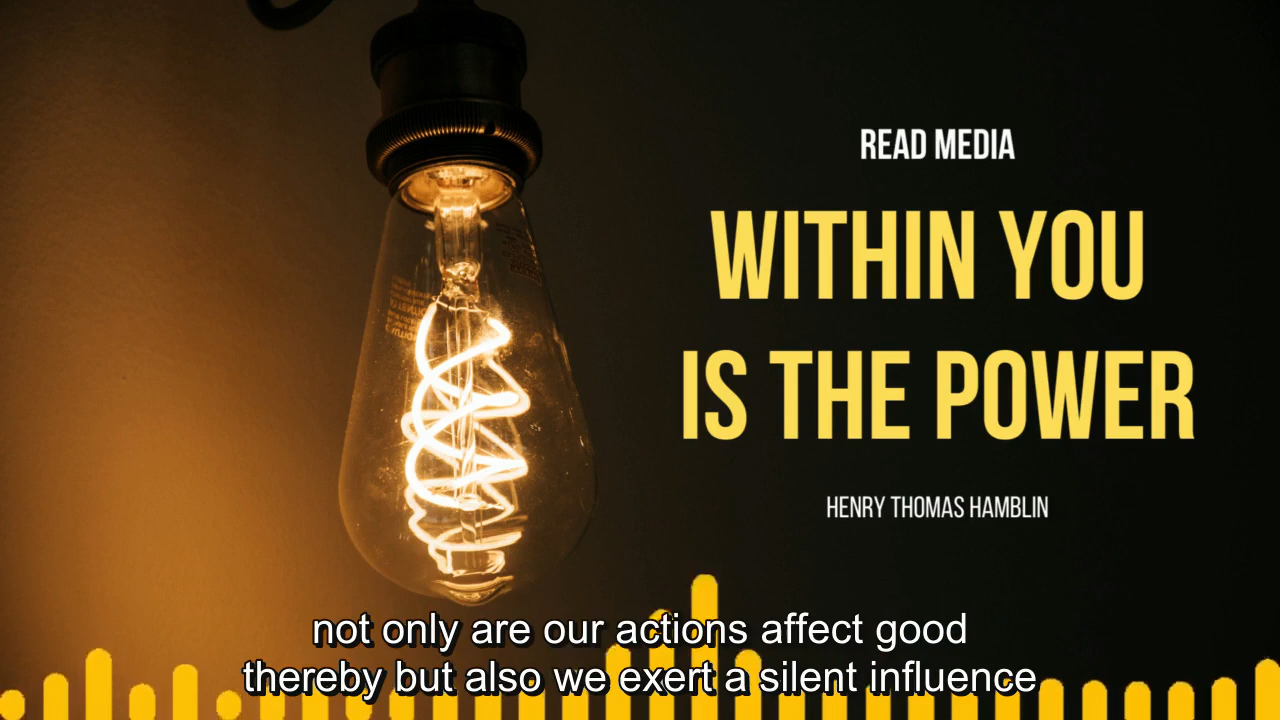 READ MEDIA
WITHIN YOU
IS THE POWER
HENRY THOMAS HAMBLIN
not only are our actions affect good
thereby but also we exert a silent influence